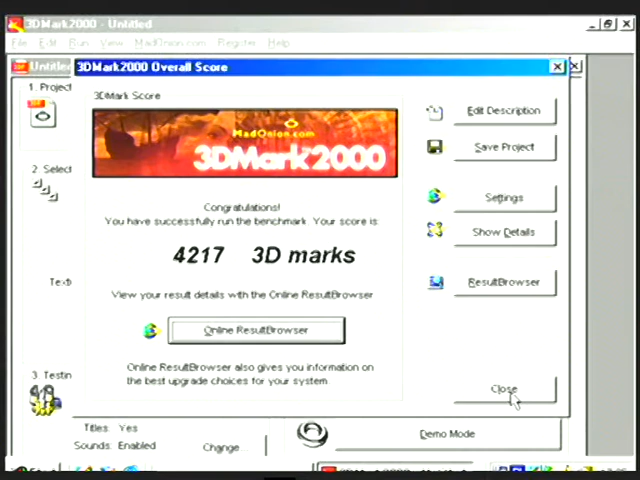 3DMark2000 - Untitled
File Edit Run View MadOnion.com Register Help
Untitled
3DMark2000 Overall Score
1. Project
3DMark Score
MadOnion.com
3DMark2000
Edit Description
Save Project
2 Select
Congratulations!
You have successfully run the benchmark. Your score is:
Settings
4217 3D marks
Show Details
View your result details with the Online ResultBrowser
ResultBrowser
Online ResultBrowser
Online ResultBrowser also gives you information on
the best upgrade choices for your system
3 Testin
Close
Titles: Yes
Sounds: Enabled
Change...
Demo Mode